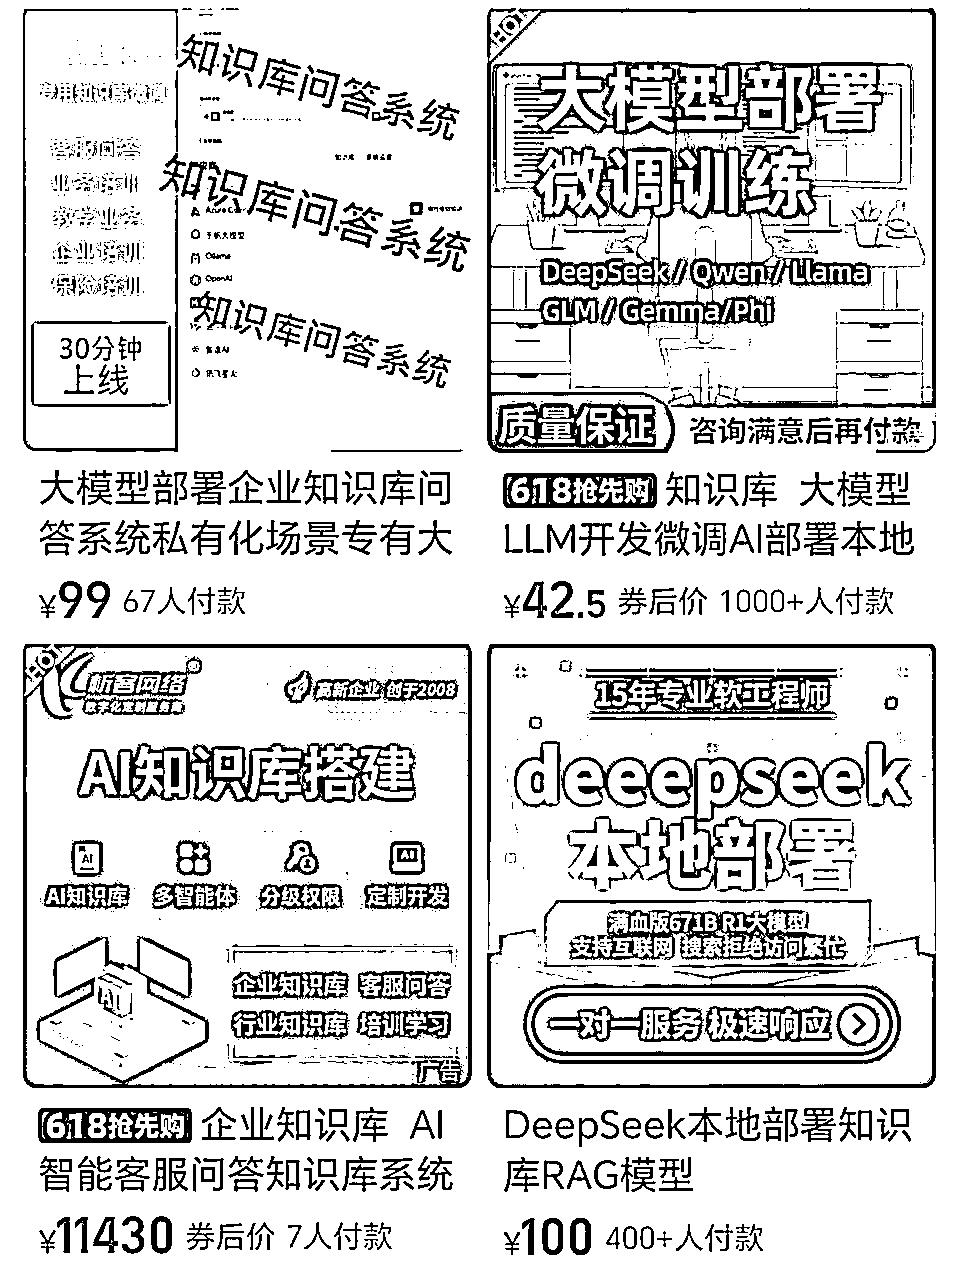 知识库问答系统
知识库问答系统
知识库问答系统
客服问答
业务培训
教学业务
企业培训
保险培训
Ollama
OpenAI
30分钟
上线
大模型部署企业知识库问
答系统私有化场景专有大
¥99 67人付款
HOT
大模型部署
微调训练
DeepSeek / Qwen / Llama
GLM / Gemma/Phi
质量保证 咨询满意后再付款
618抢先购 知识库 大模型
LLM开发微调AI部署本地
¥42.5 券后价 1000+人付款
HOT
析客网络
高新企业 创于2008
AI知识库搭建
AI知识库 多智能体 分级权限 定制开发
AI
企业知识库 客服问答
行业知识库 培训学习
广告
618抢先购 企业知识库 AI
智能客服问答知识库系统
¥11430 券后价 7人付款
15年专业软工程师
deeepseek
本地部署
满血版671B R1大模型
支持互联网 搜索拒绝访问繁忙
一对一服务 极速响应
DeepSeek本地部署知识
库RAG模型
¥100 400+人付款